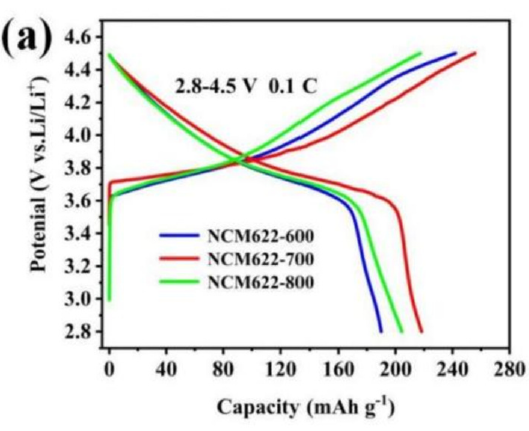 (a)
Potenial (V vs.Li/Li+)
4.6
4.4
4.2
4.0
3.8
3.6
3.4
3.2
3.0
2.8
2.8-4.5 V 0.1 C
NCM622-600
NCM622-700
NCM622-800
0 40 80 120 160 200 240 280
Capacity (mAh g-1)